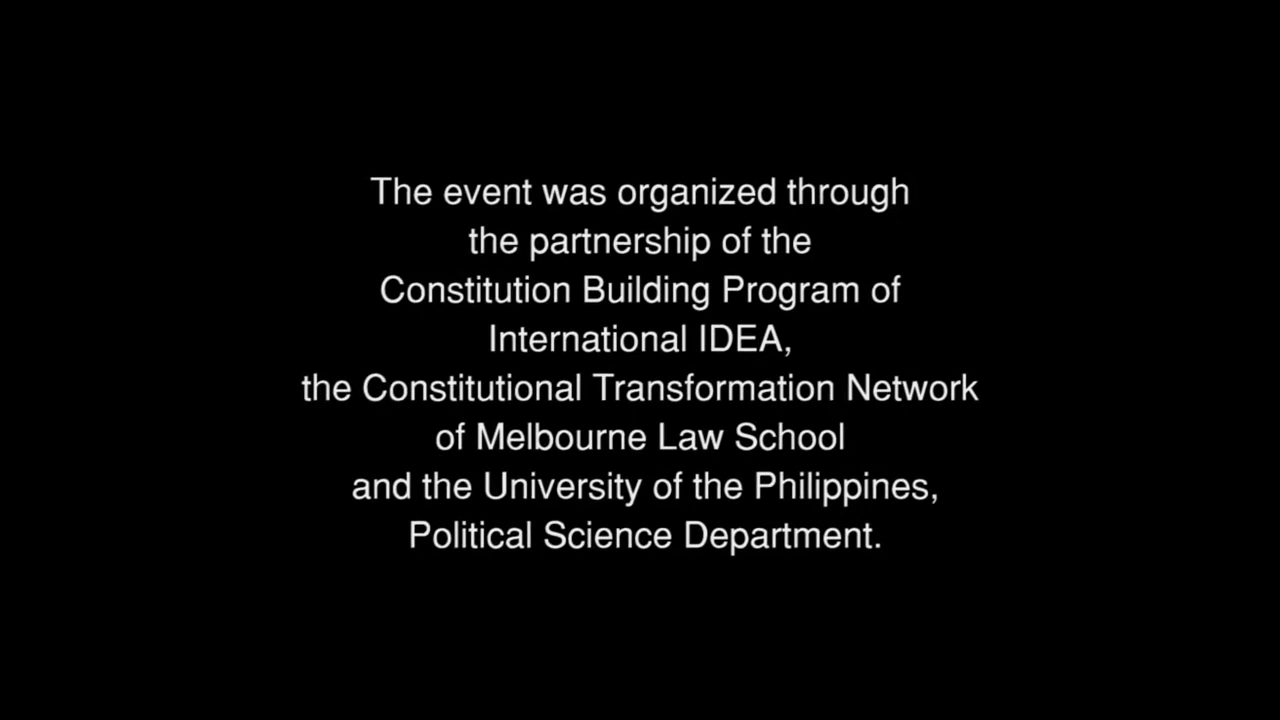 The event was organized through
the partnership of the
Constitution Building Program of
International IDEA,
the Constitutional Transformation Network
of Melbourne Law School
and the University of the Philippines,
Political Science Department.